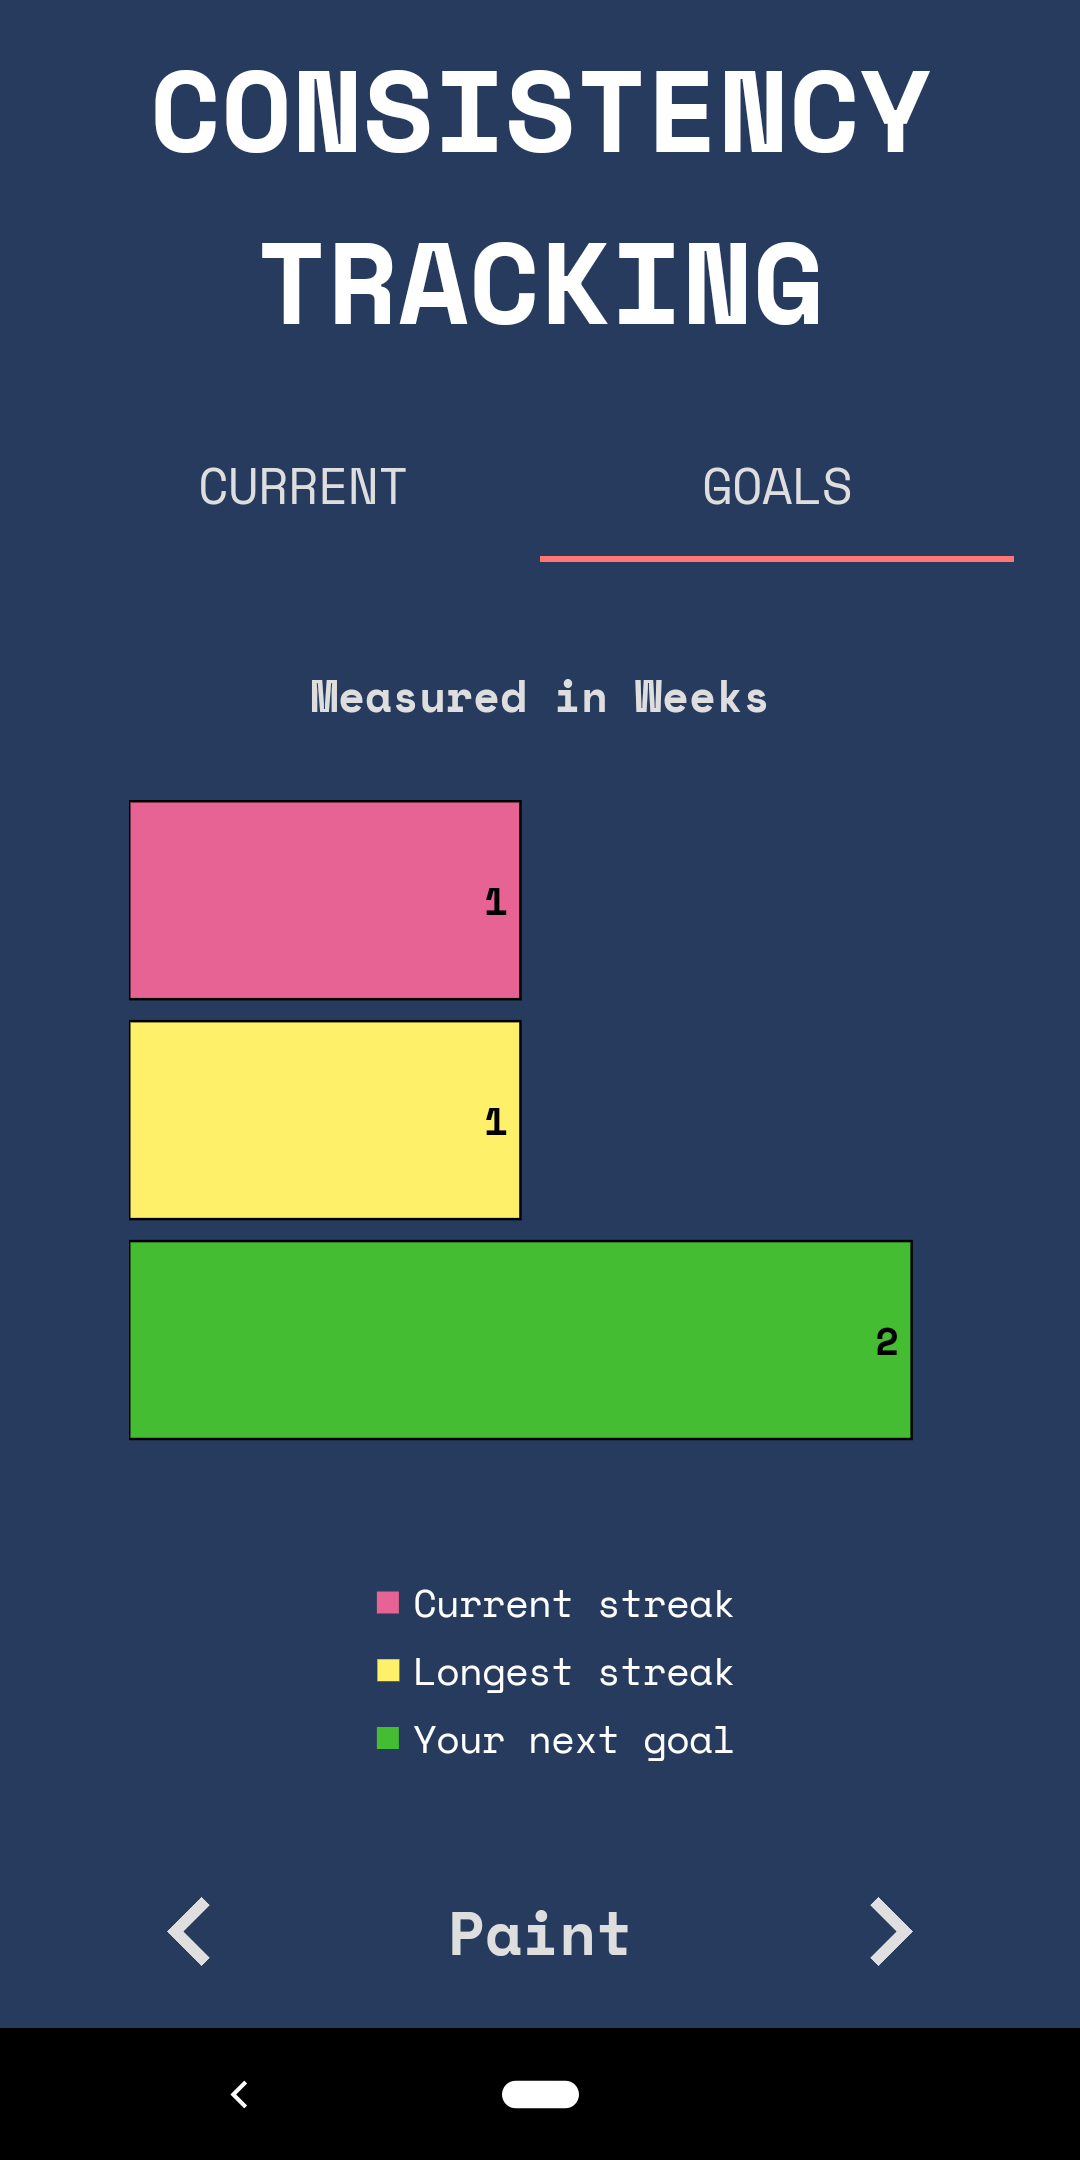 CONSISTENCY
TRACKING
CURRENT
GOALS
Measured in Weeks
1
1
2
Current streak
Longest streak
Your next goal
Paint